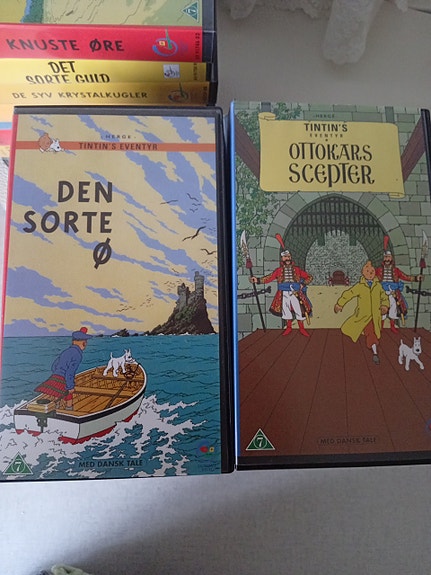 KNUSTE ØRE
DET
SORTE GULD
DE SYV KRYSTALKUGLER
HERGÉ
TINTIN'S EVENTYR
DEN
SORTE
Ø
7
MED DANSK TALE
HERGÉ
TINTIN'S
EVENTYR
OTTOKARS
SCEPTER
7
MED DANSK TALE